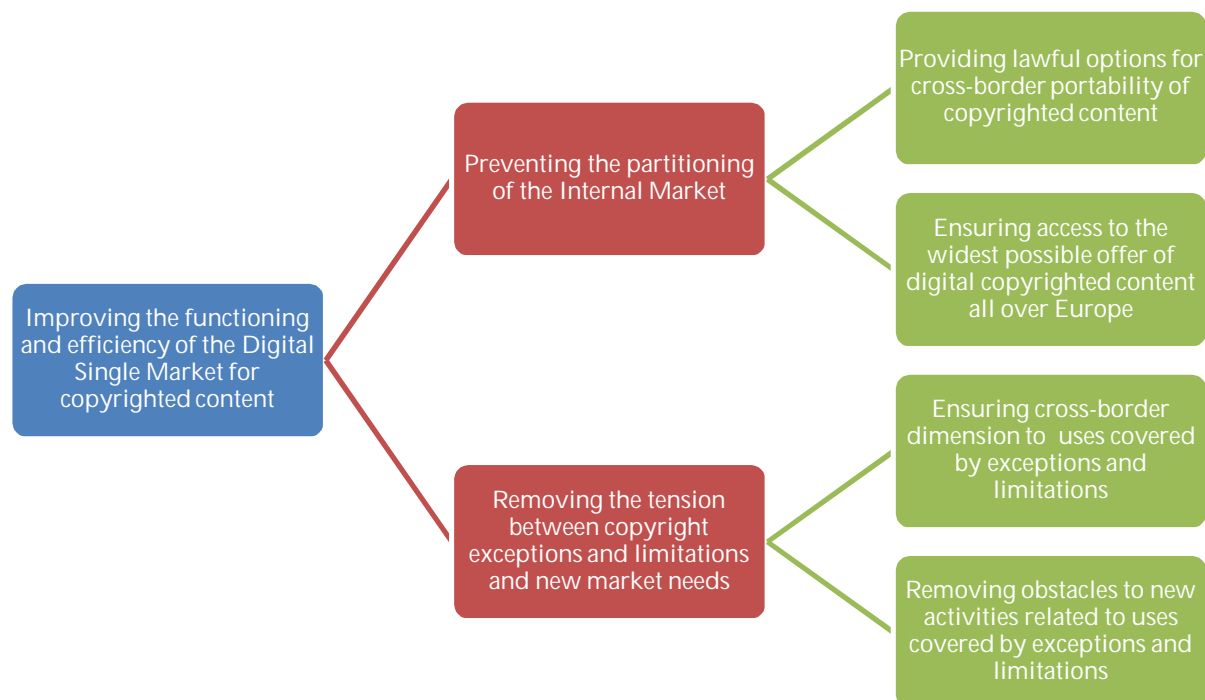 Improving the functioning
and efficiency of the Digital
Single Market for
copyrighted content
Preventing the partitioning
of the Internal Market
Removing the tension
between copyright
exceptions and limitations
and new market needs
Providing lawful options for
cross-border portability of
copyrighted content
Ensuring access to the
widest possible offer of
digital copyrighted content
all over Europe
Ensuring cross-border
dimension to uses covered
by exceptions and
limitations
Removing obstacles to new
activities related to uses
covered by exceptions and
limitations